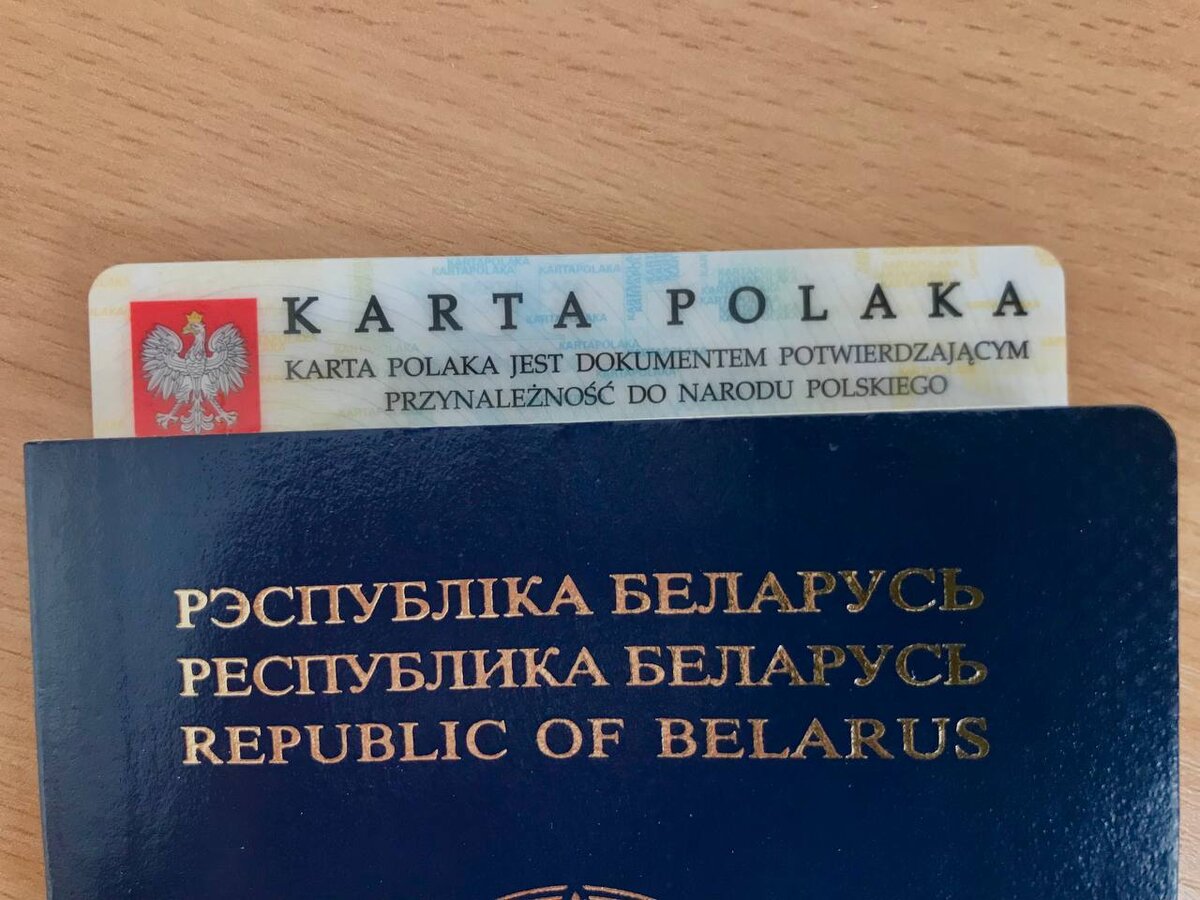 KARTA POLAKA
KARTA POLAKA JEST DOKUMENTEM POTWIERDZAJĄCYM
PRZYNALEŻNOŚĆ DO NARODU POLSKIEGO
РЭСПУБЛІКА БЕЛАРУСЬ
РЕСПУБЛИКА БЕЛАРУСЬ
REPUBLIC OF BELARUS